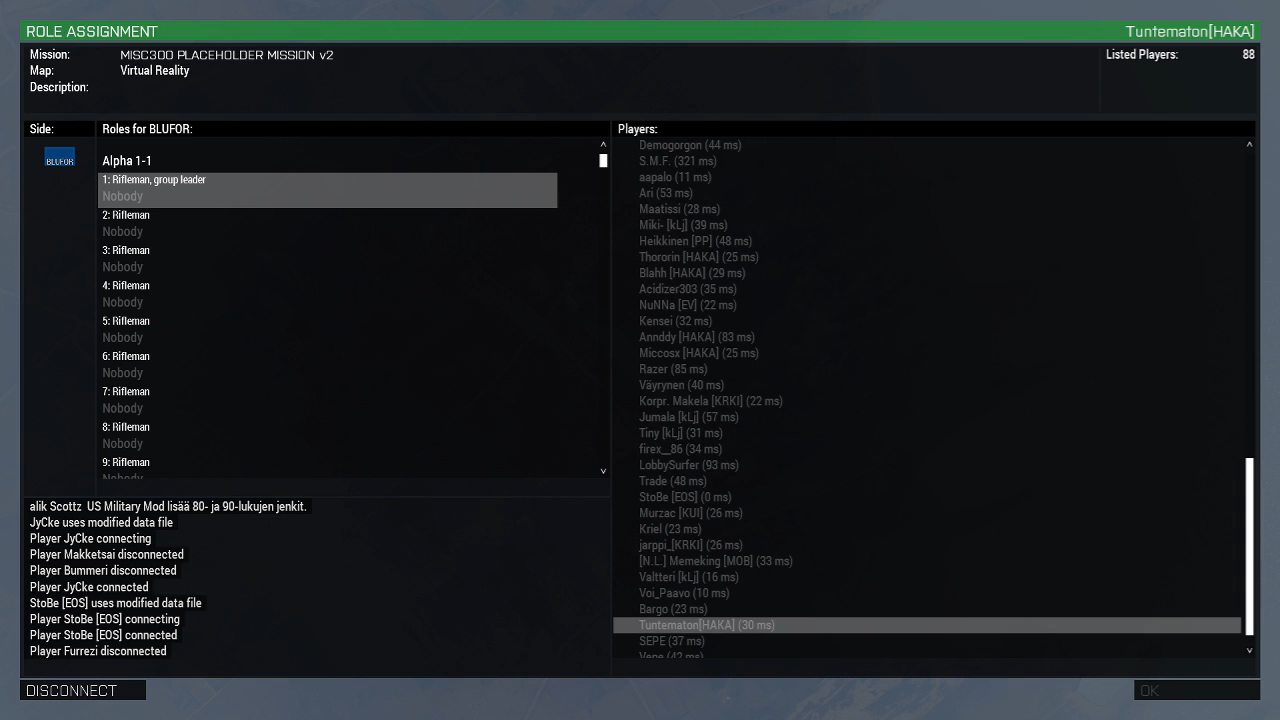 ROLE ASSIGNMENT
Tuntematon[HAKA]
Mission: MISC300 PLACEHOLDER MISSION v2
Listed Players: 88
Map: Virtual Reality
Description:
Side:
Roles for BLUFOR:
BLUFOR
Alpha 1-1
1: Rifleman, group leader
Nobody
2: Rifleman
Nobody
3: Rifleman
Nobody
4: Rifleman
Nobody
5: Rifleman
Nobody
6: Rifleman
Nobody
7: Rifleman
Nobody
8: Rifleman
Nobody
9: Rifleman
Nobody
Players:
Demogorgon (44 ms)
S.M.F. (321 ms)
aapalo (11 ms)
Ari (53 ms)
Maatissi (28 ms)
Miki- [kLj] (39 ms)
Heikkinen [PP] (48 ms)
Thororin [HAKA] (25 ms)
Blahh [HAKA] (29 ms)
Acidizer303 (35 ms)
NuNNa [EV] (22 ms)
Kensei (32 ms)
Annddy [HAKA] (83 ms)
Miccosx [HAKA] (25 ms)
Razer (85 ms)
Väyrynen (40 ms)
Korpr. Makela [KRKI] (22 ms)
Jumala [kLj] (57 ms)
Tiny [kLj] (31 ms)
firex__86 (34 ms)
LobbySurfer (93 ms)
Trade (48 ms)
StoBe [EOS] (0 ms)
Murzac [KUI] (26 ms)
Kriel (23 ms)
jarppi_[KRKI] (26 ms)
[N.L.] Memeking [MOB] (33 ms)
Valtteri [kLj] (16 ms)
Voi_Paavo (10 ms)
Bargo (23 ms)
Tuntematon[HAKA] (30 ms)
SEPE (37 ms)
Vene (42 ms)
alik Scottz US Military Mod lisää 80- ja 90-lukujen jenkit.
JyCke uses modified data file
Player JyCke connecting
Player Makketsai disconnected
Player Bummeri disconnected
Player JyCke connected
StoBe [EOS] uses modified data file
Player StoBe [EOS] connecting
Player StoBe [EOS] connected
Player Furrezi disconnected
DISCONNECT
OK